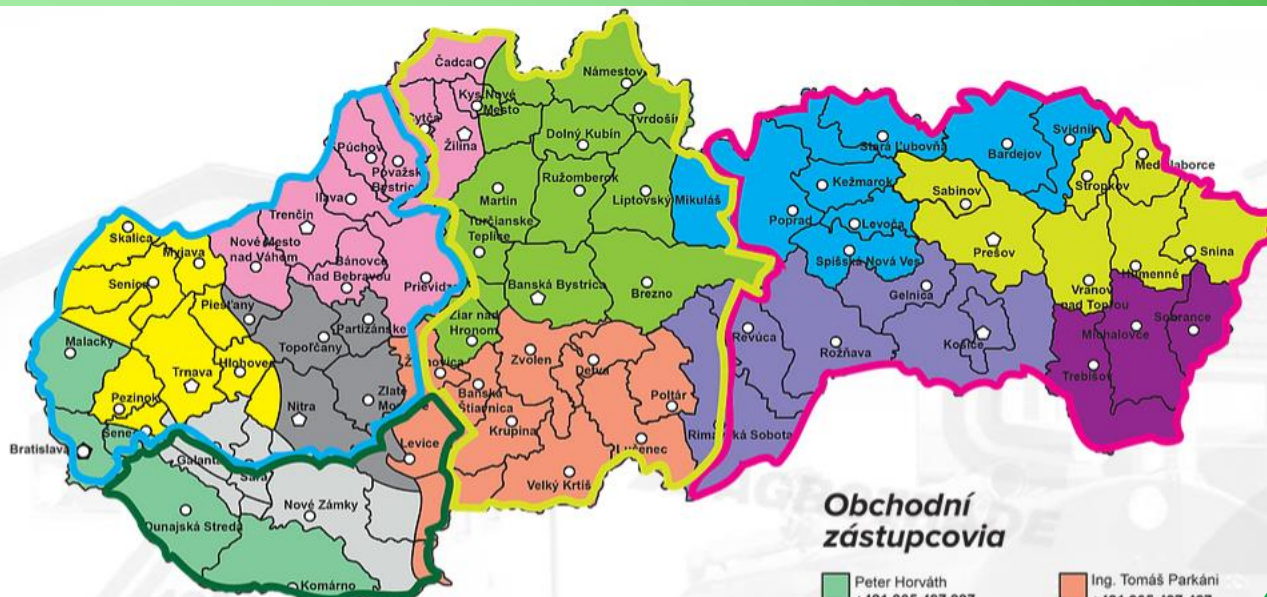 Čadca
Námestov
Kys.Nové
Mesto
Tvrdošín
Bytča
Žilina
Dolný Kubín
Púchov
Považská
Bystrica
Svidník
Stará Ľubovňa
Bardejov
Medzilaborce
Ilava
Martin
Ružomberok
Liptovský Mikuláš
Kežmarok
Sabinov
Stropkov
Trenčín
Turčianske
Teplice
Poprad
Levoča
Skalica
Myjava
Nové Mesto
nad Váhom
Bánovce
nad Bebravou
Prešov
Snina
Spišská Nová Ves
Senica
Piešťany
Prievidza
Banská Bystrica
Brezno
Gelnica
Vranov
nad Topľou
Humenné
Partizánske
Žiar nad
Hronom
Malacky
Topoľčany
Revúca
Rožňava
Košice
Michalovce
Sobrance
Trnava
Hlohovec
Žarnovica
Zvolen
Detva
Trebišov
Pezinok
Nitra
Zlaté
Moravce
Banská
Štiavnica
Poltár
Krupina
Rimavská Sobota
Senec
Bratislava
Galanta
Šaľa
Levice
Lučenec
Velký Krtíš
Nové Zámky
Dunajská Streda
Komárno
Obchodní
zástupcovia
Peter Horváth
Ing. Tomáš Parkáni